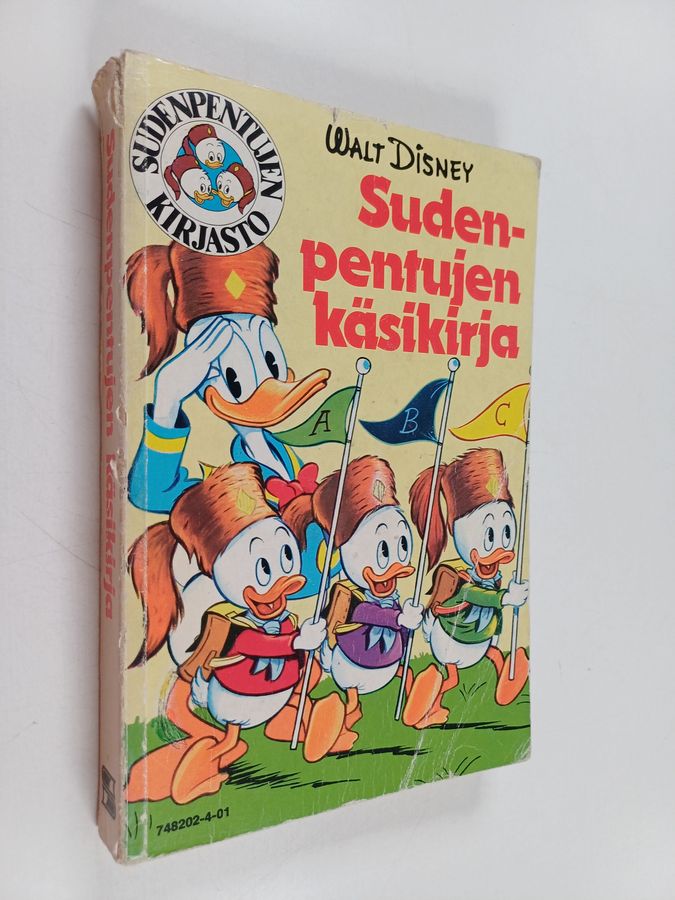 SUDENPENTUJEN
KIRJASTO
WALT DISNEY
Suden-
pentujen
käsikirja
A
B
C
748202-4-01
Sudenpentujen käsikirja